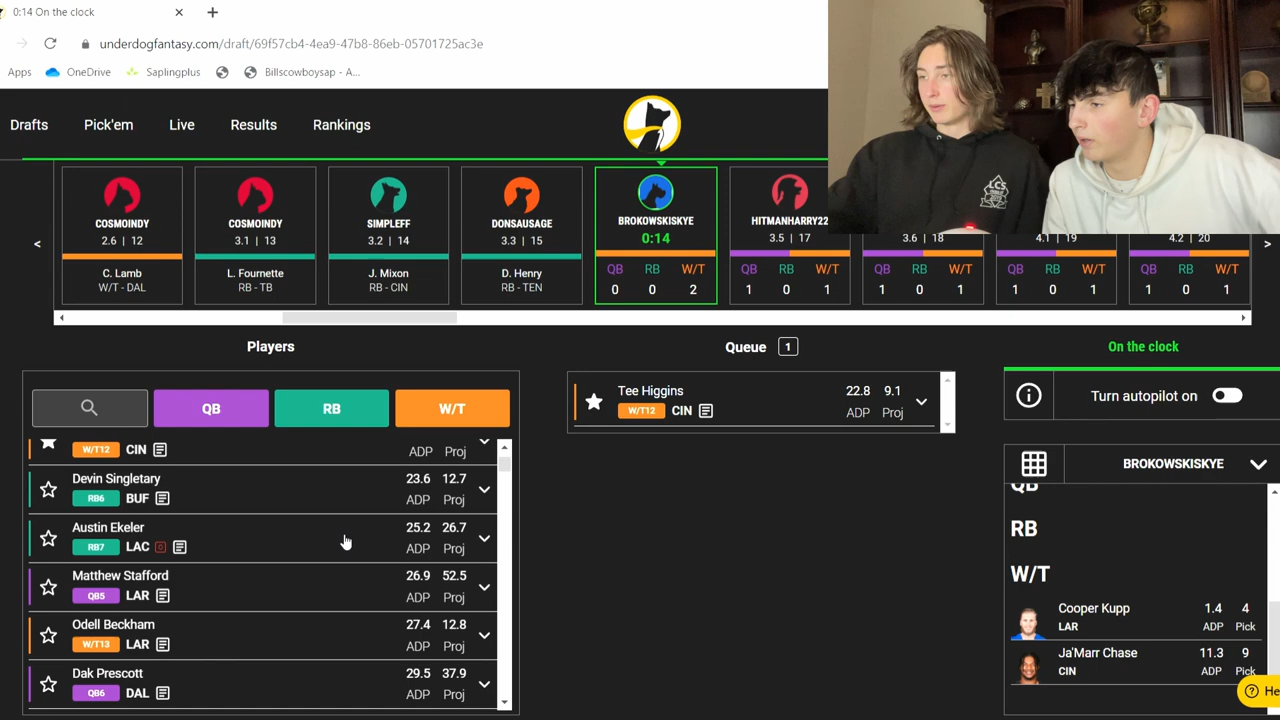 0:14 On the clock
underdogfantasy.com/draft/69f57cb4-4ea9-47b8-86eb-05701725ac3e
Apps OneDrive Saplingplus Billscowboysap - A...
Drafts Pick'em Live Results Rankings
COSMOINDY
2.6 | 12
C. Lamb
W/T - DAL
COSMOINDY
3.1 | 13
L. Fournette
RB - TB
SIMPLEFF
3.2 | 14
J. Mixon
RB - CIN
DONSAUSAGE
3.3 | 15
D. Henry
RB - TEN
BROKOWSKISKYE
0:14
QB RB W/T
0 0 2
HITMANHARRY22
3.5 | 17
QB RB W/T
1 0 1
3.6 | 18
QB RB W/T
1 0 1
4.1 | 19
QB RB W/T
1 0 1
4.2 | 20
QB RB W/T
1 0 1
LCS
Players
QB RB W/T
W/T12 CIN ADP Proj
Devin Singletary 23.6 12.7
RB6 BUF ADP Proj
Austin Ekeler 25.2 26.7
RB7 LAC O ADP Proj
Matthew Stafford 26.9 52.5
QB5 LAR ADP Proj
Odell Beckham 27.4 12.8
W/T13 LAR ADP Proj
Dak Prescott 29.5 37.9
QB6 DAL ADP Proj
Queue 1
Tee Higgins 22.8 9.1
W/T12 CIN ADP Proj
On the clock
Turn autopilot on
BROKOWSKISKYE
QB
RB
W/T
Cooper Kupp 1.4 4
LAR ADP Pick
Ja'Marr Chase 11.3 9
CIN ADP Pick
He